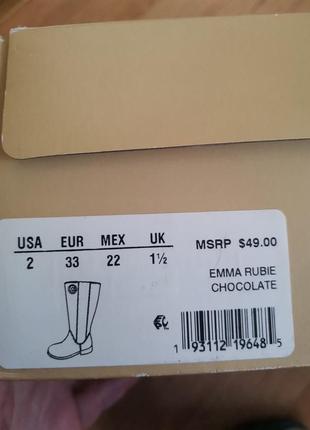 USA EUR MEX UK
2 33 22 1½
MSRP $49.00
EMMA RUBIE
CHOCOLATE
1 93112 19648 5